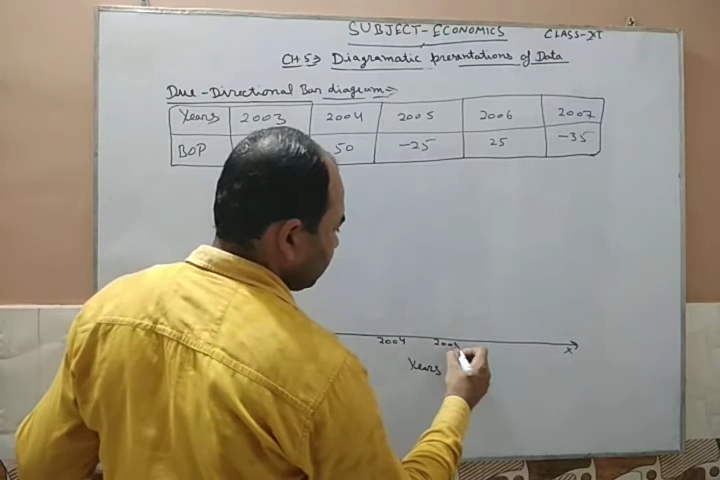 SUBJECT-ECONOMICS CLASS-XI
CH 5⇒ Diagramatic presentations of Data
Due-Directional Bar diagram⇒
Years 2003 2004 2005 2006 2007
BOP 50 -25 25 -35
2004
X
Years